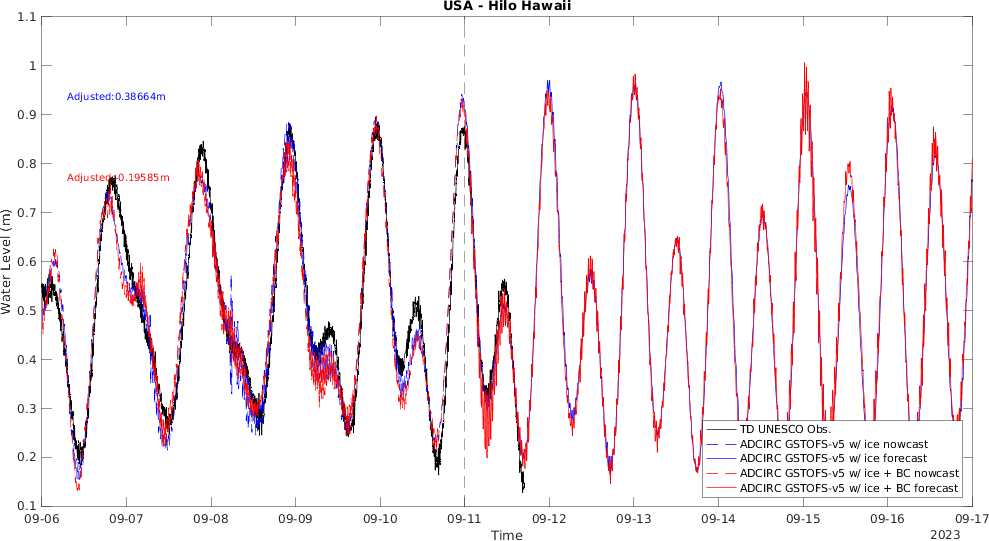 USA - Hilo Hawaii
1.1
1
0.9
0.8
0.7
0.6
0.5
0.4
0.3
0.2
0.1
Water Level (m)
Adjusted:0.38664m
Adjusted:-0.19585m
TD UNESCO Obs.
ADCIRC GSTOFS-v5 w/ ice nowcast
ADCIRC GSTOFS-v5 w/ ice forecast
ADCIRC GSTOFS-v5 w/ ice + BC nowcast
ADCIRC GSTOFS-v5 w/ ice + BC forecast
09-06 09-07 09-08 09-09 09-10 09-11 09-12 09-13 09-14 09-15 09-16 09-17
Time
2023